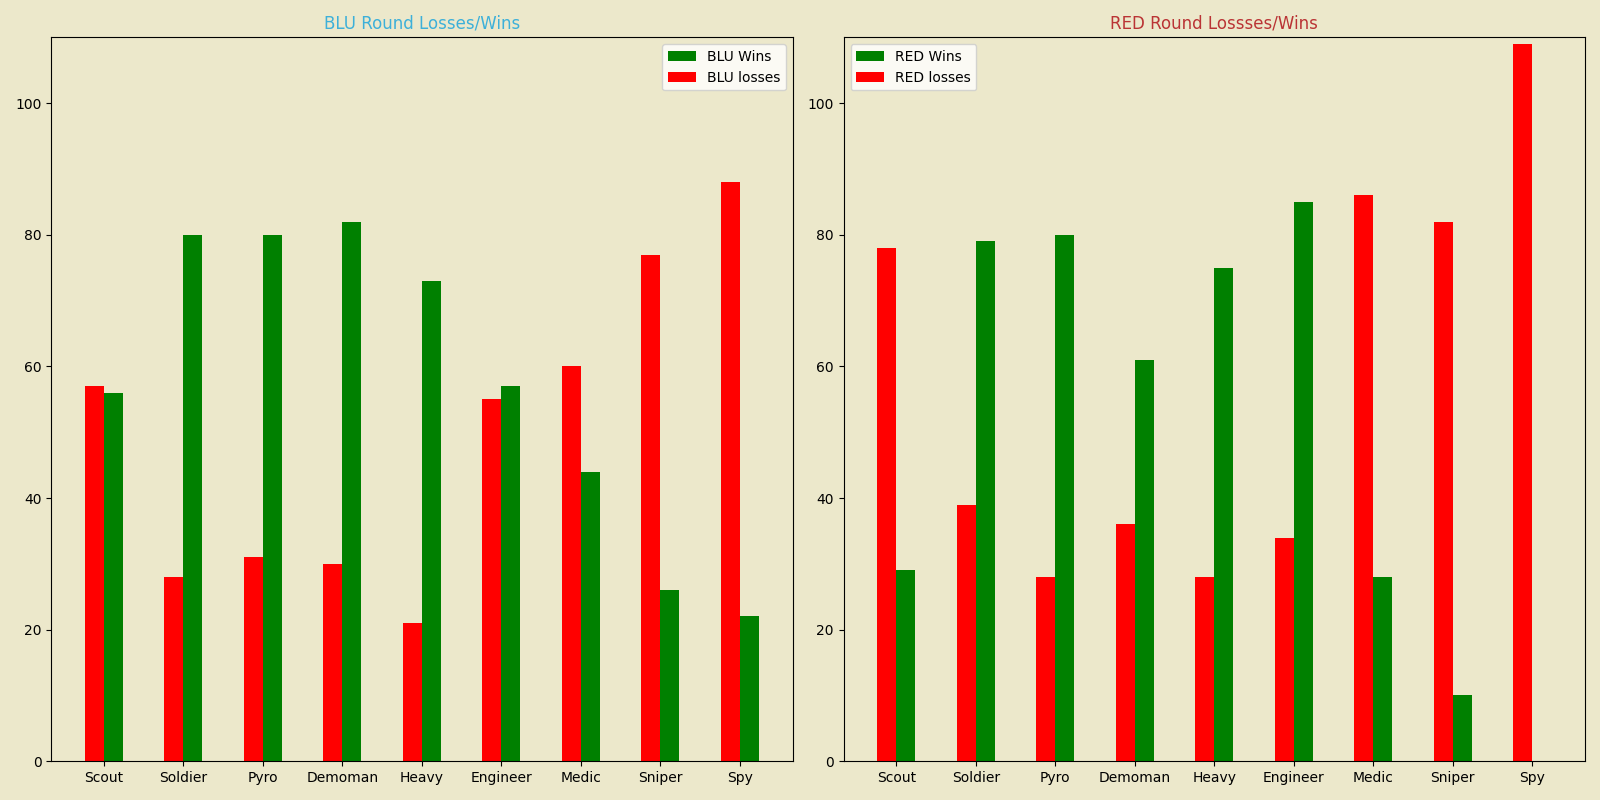 BLU Round Losses/Wins
BLU Wins
BLU losses
100
80
60
40
20
0
Scout Soldier Pyro Demoman Heavy Engineer Medic Sniper Spy
RED Round Lossses/Wins
RED Wins
RED losses
100
80
60
40
20
0
Scout Soldier Pyro Demoman Heavy Engineer Medic Sniper Spy